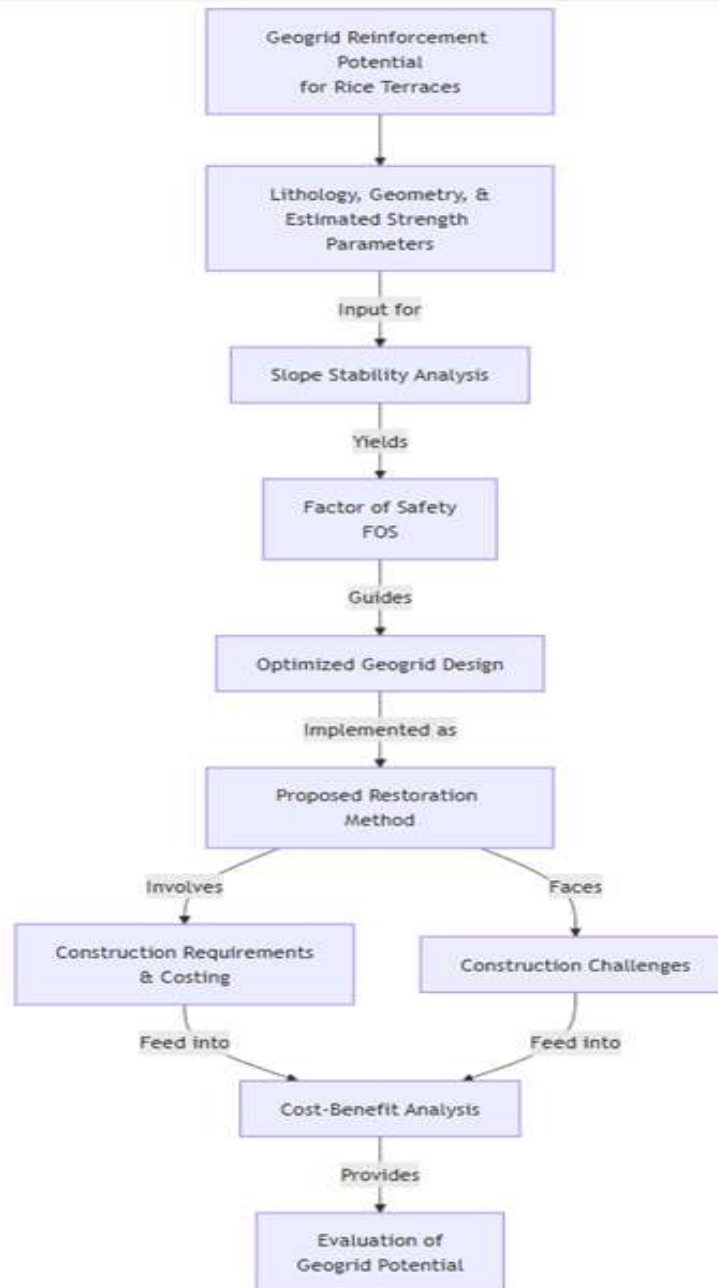 Geogrid Reinforcement
Potential
for Rice Terraces
Lithology, Geometry, &
Estimated Strength
Parameters
Input for
Slope Stability Analysis
Yields
Factor of Safety
FOS
Guides
Optimized Geogrid Design
Implemented as
Proposed Restoration
Method
Involves
Faces
Construction Requirements
& Costing
Construction Challenges
Feed into
Feed into
Cost-Benefit Analysis
Provides
Evaluation of
Geogrid Potential